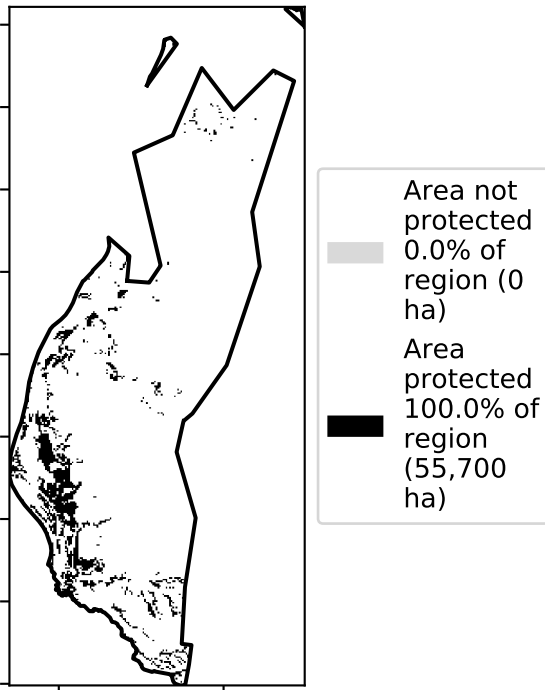 Area not
protected
0.0% of
region (0
ha)
Area
protected
100.0% of
region
(55,700
ha)